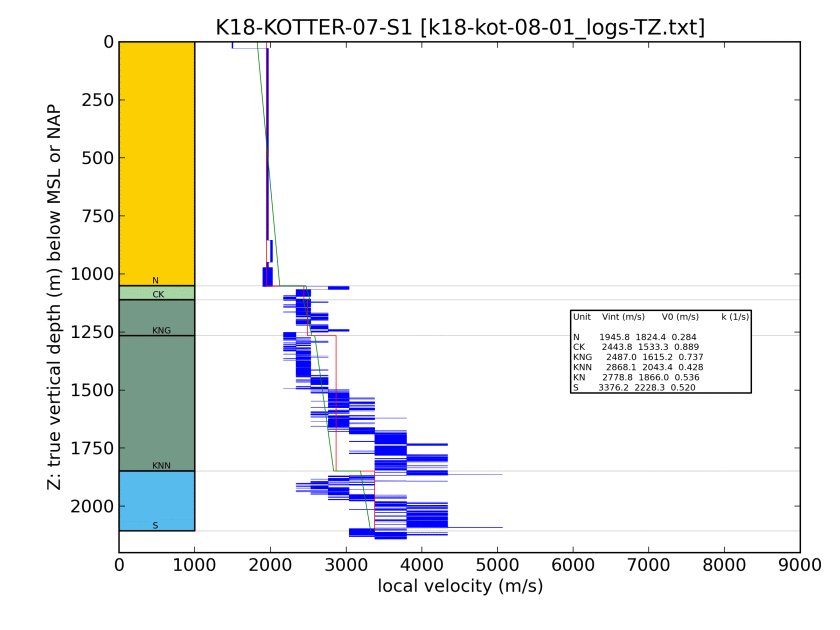 K18-KOTTER-07-S1 [k18-kot-08-01_logs-TZ.txt]
0
250
500
750
1000
1250
1500
1750
2000
Z: true vertical depth (m) below MSL or NAP
N
CK
KNG
KNN
S
Unit Vint (m/s) V0 (m/s) k (1/s)
N 1945.8 1824.4 0.284
CK 2443.8 1533.3 0.889
KNG 2487.0 1615.2 0.737
KNN 2868.1 2043.4 0.428
KN 2778.8 1866.0 0.536
S 3376.2 2228.3 0.520
0 1000 2000 3000 4000 5000 6000 7000 8000 9000
local velocity (m/s)